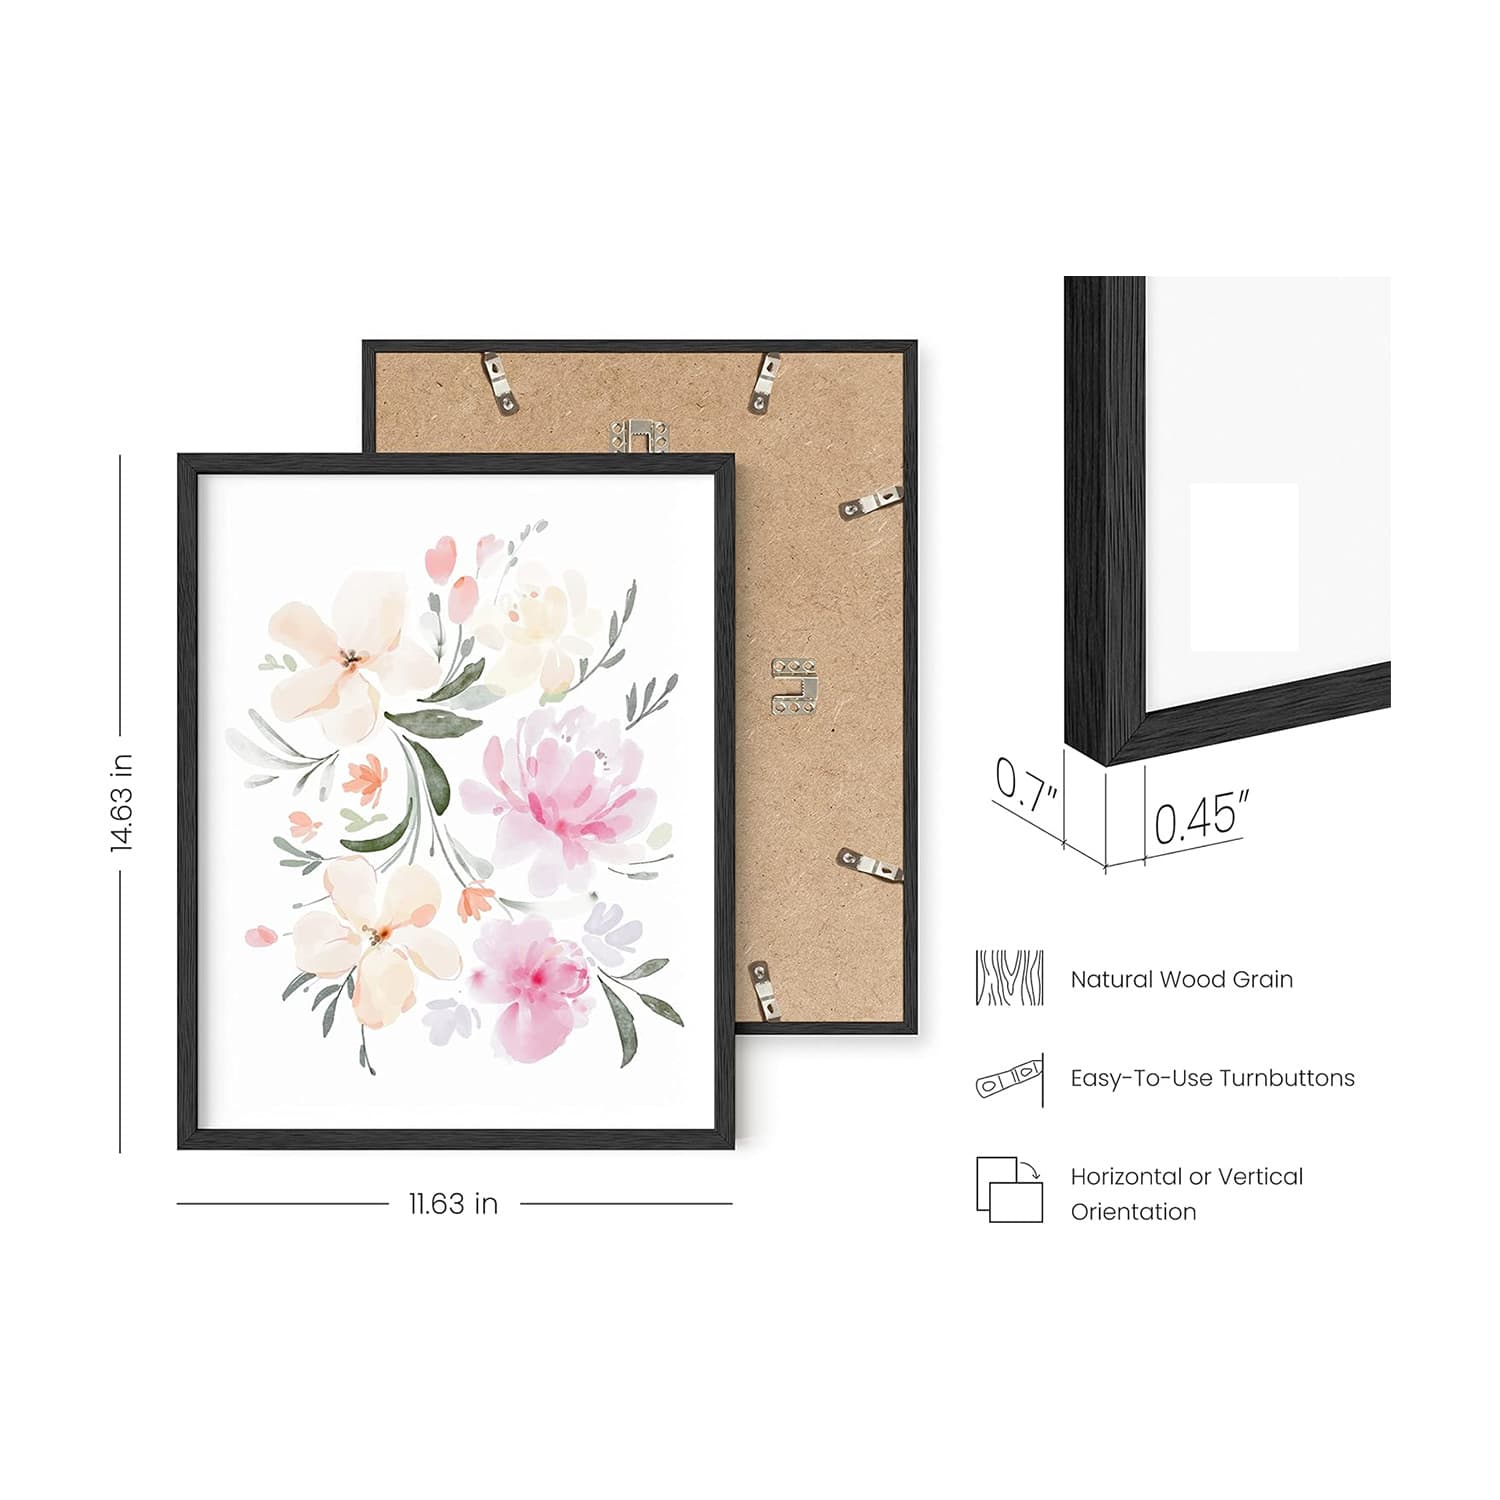 14.63 in
11.63 in
0.7"
0.45"
Natural Wood Grain
Easy-To-Use Turnbuttons
Horizontal or Vertical
Orientation